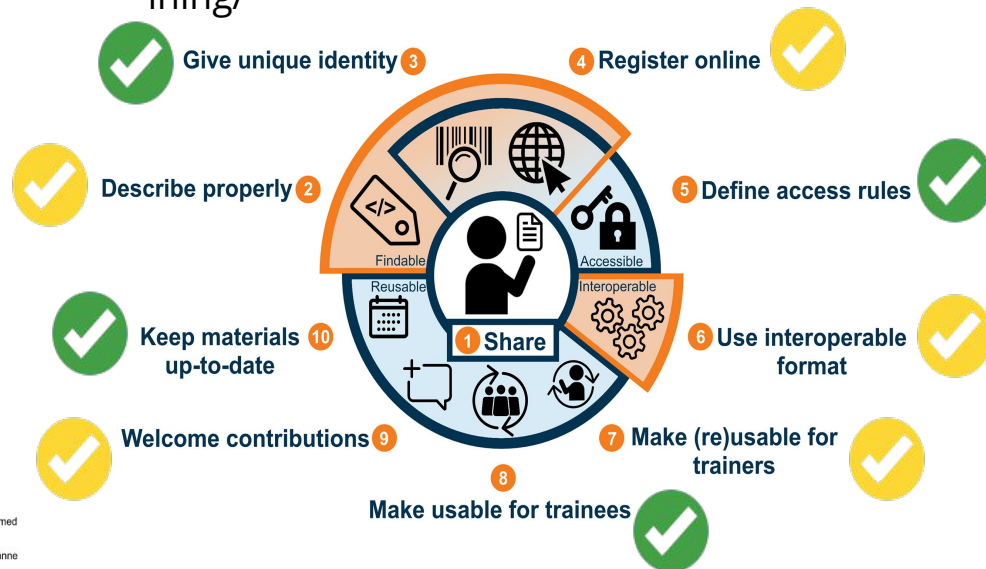 Give unique identity 3
4 Register online
Describe properly 2
5 Define access rules
</>
Findable
Accessible
Reusable
Interoperable
Keep materials 10
up-to-date
1 Share
6 Use interoperable
format
Welcome contributions 9
7 Make (re)usable for
trainers
8
Make usable for trainees